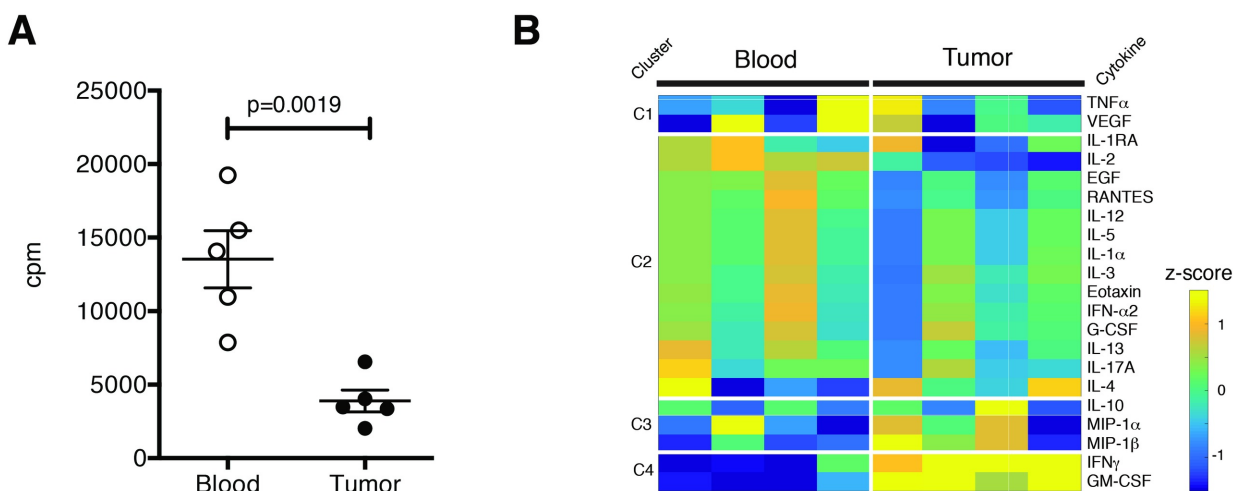 A
25000
20000
15000
10000
5000
0
cpm
p=0.0019
Blood
Tumor
B
Cluster
Blood
Tumor
Cytokine
C1
C2
C3
C4
TNFα
VEGF
IL-1RA
IL-2
EGF
RANTES
IL-12
IL-5
IL-1α
IL-3
Eotaxin
IFN-α2
G-CSF
IL-13
IL-17A
IL-4
IL-10
MIP-1α
MIP-1β
IFNγ
GM-CSF
z-score
1
0
-1